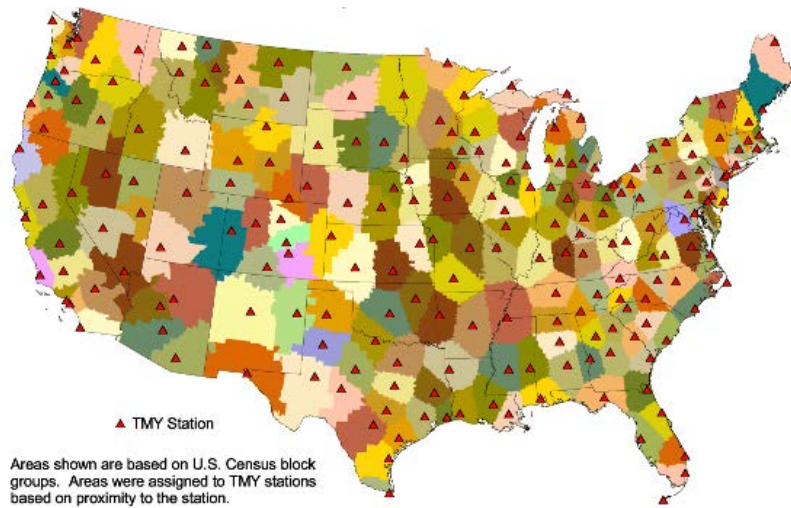 TMY Station
Areas shown are based on U.S. Census block
groups.  Areas were assigned to TMY stations
based on proximity to the station.